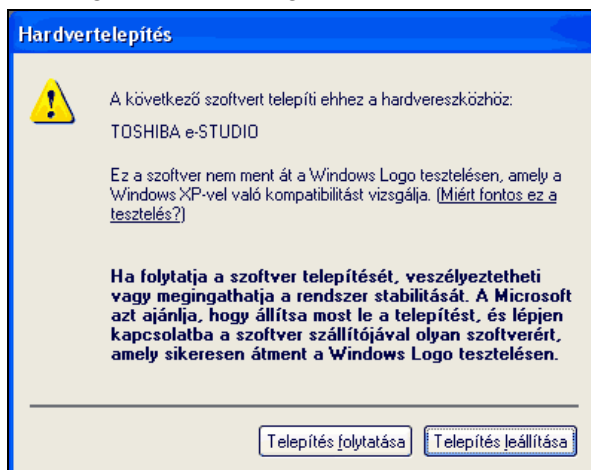 Hardvertelepítés
A következő szoftvert telepíti ehhez a hardvereszközhöz:
TOSHIBA e-STUDIO
Ez a szoftver nem ment át a Windows Logo tesztelésen, amely a
Windows XP-vel való kompatibilitást vizsgálja. (Miért fontos ez a
tesztelés?)
Ha folytatja a szoftver telepítését, veszélyeztetheti
vagy megingathatja a rendszer stabilitását. A Microsoft
azt ajánlja, hogy állítsa most le a telepítést, és lépjen
kapcsolatba a szoftver szállítójával olyan szoftverért,
amely sikeresen átment a Windows Logo tesztelésen.
Telepítés folytatása Telepítés leállítása